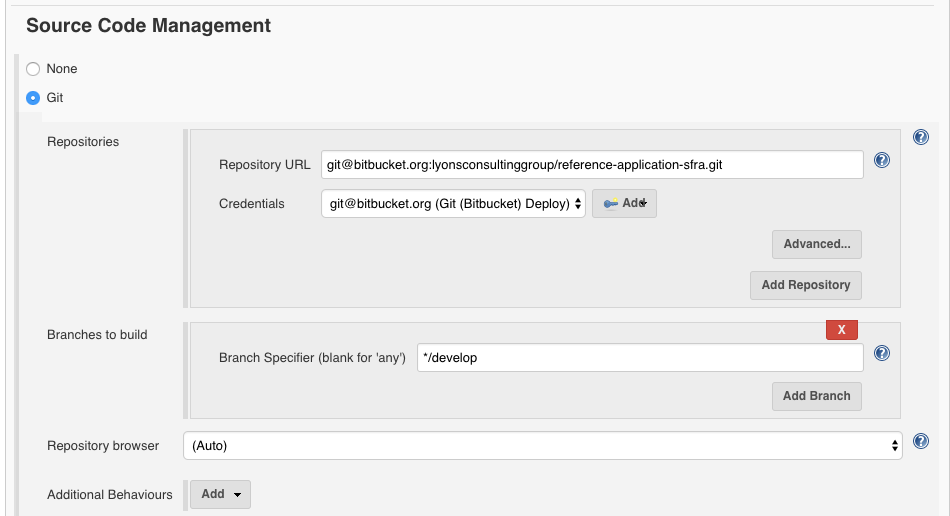 Source Code Management
None
Git
Repositories
Repository URL git@bitbucket.org:lyonsconsultinggroup/reference-application-sfra.git
Credentials git@bitbucket.org (Git (Bitbucket) Deploy) Add
Advanced...
Add Repository
Branches to build
X
Branch Specifier (blank for 'any') */develop
Add Branch
Repository browser (Auto)
Additional Behaviours Add